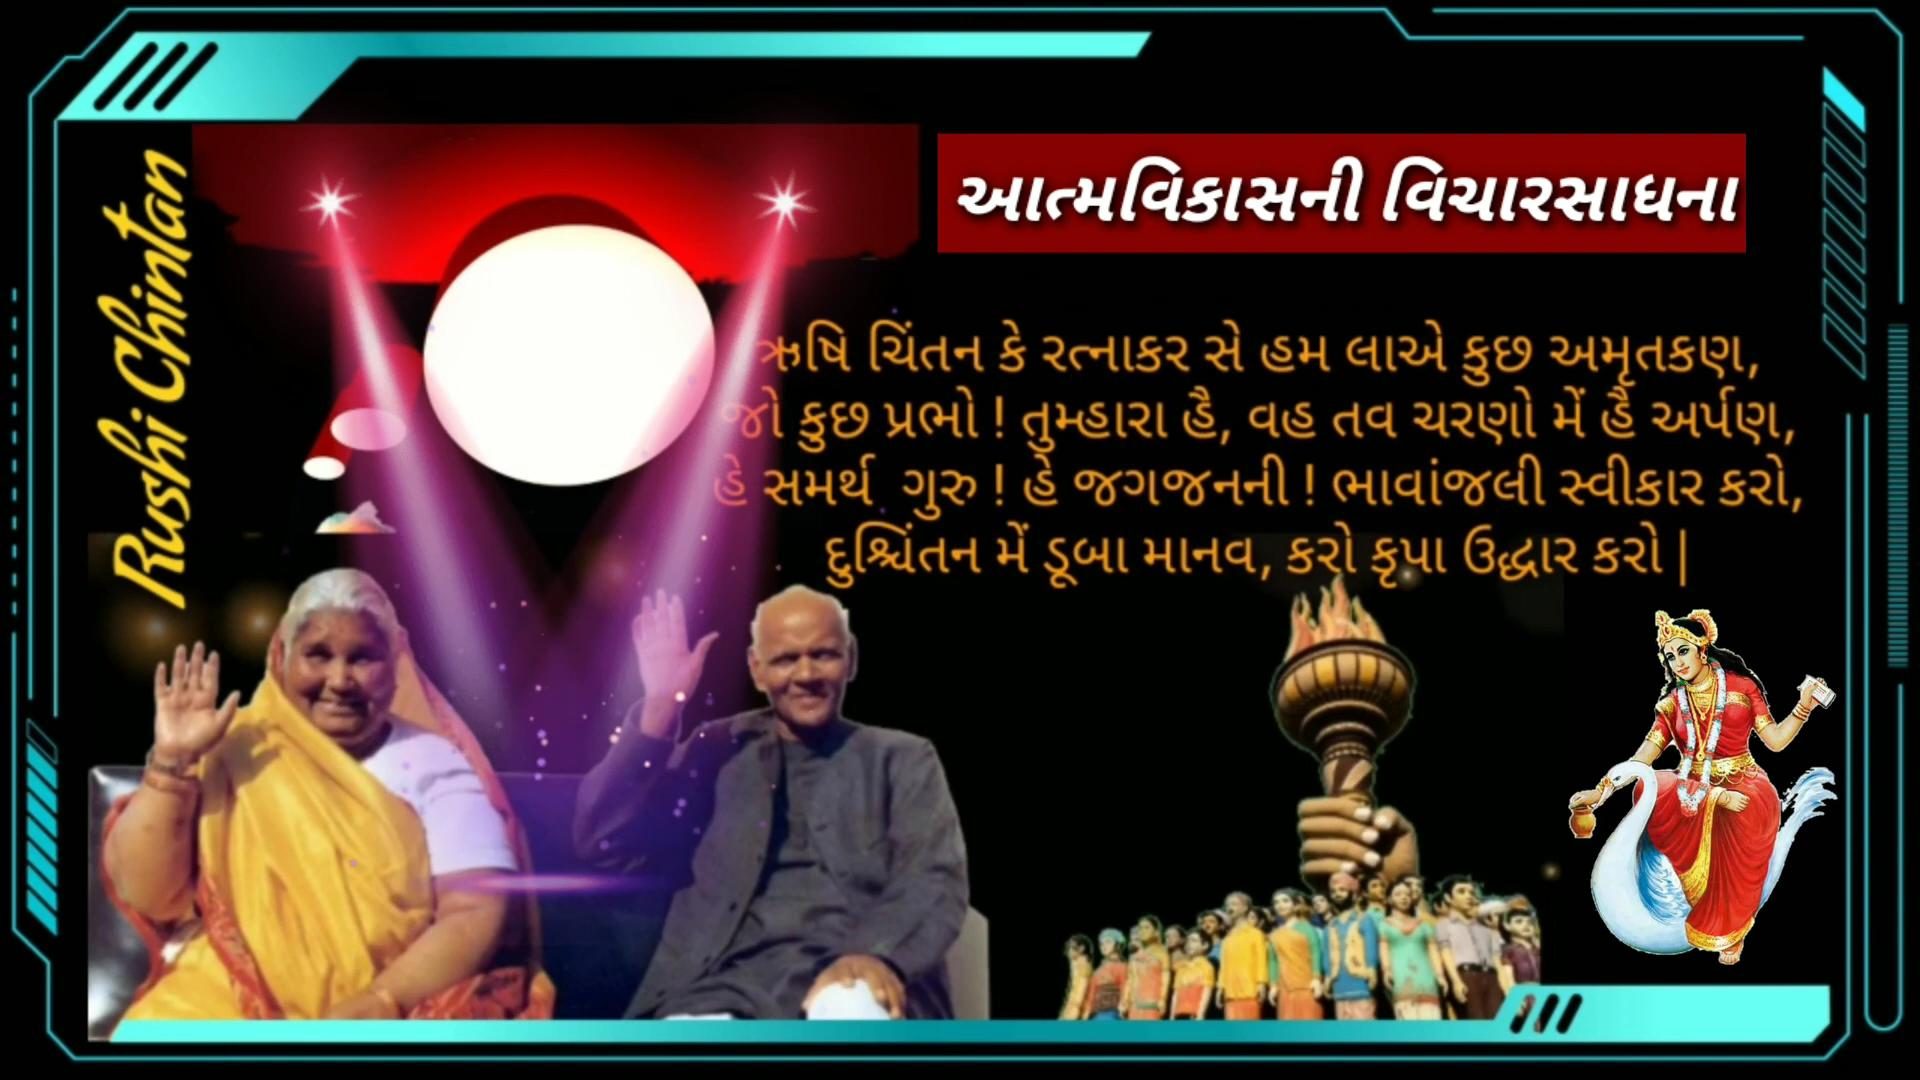 Rushi Chintan
આત્મવિકાસની વિચારસાધના
ઋષિ ચિંતન કે રત્નાકર સે હમ લાએ કુછ અમૃતકણ,
જો કુછ પ્રભો ! તુમ્હારા હૈ, વહ તવ ચરણો મેં હૈ અર્પણ,
હે સમર્થ ગુરુ ! હે જગજનની ! ભાવાંજલી સ્વીકાર કરો,
દુશ્ચિંતન મેં ડૂબા માનવ, કરો કૃપા ઉદ્ધાર કરો |